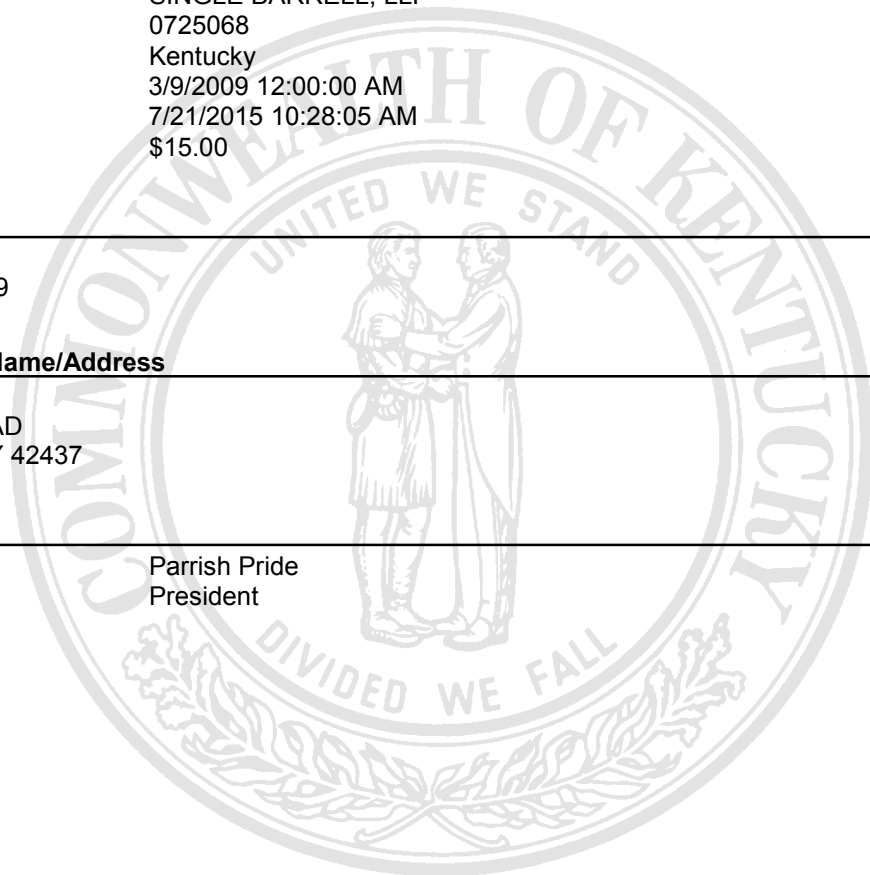 0725068
Kentucky
3/9/2009 12:00:00 AM
7/21/2015 10:28:05 AM
$15.00
9
Name/Address
AD
42437
Parrish Pride
President
COMMONWEALTH OF KENTUCKY
UNITED WE STAND
DIVIDED WE FALL